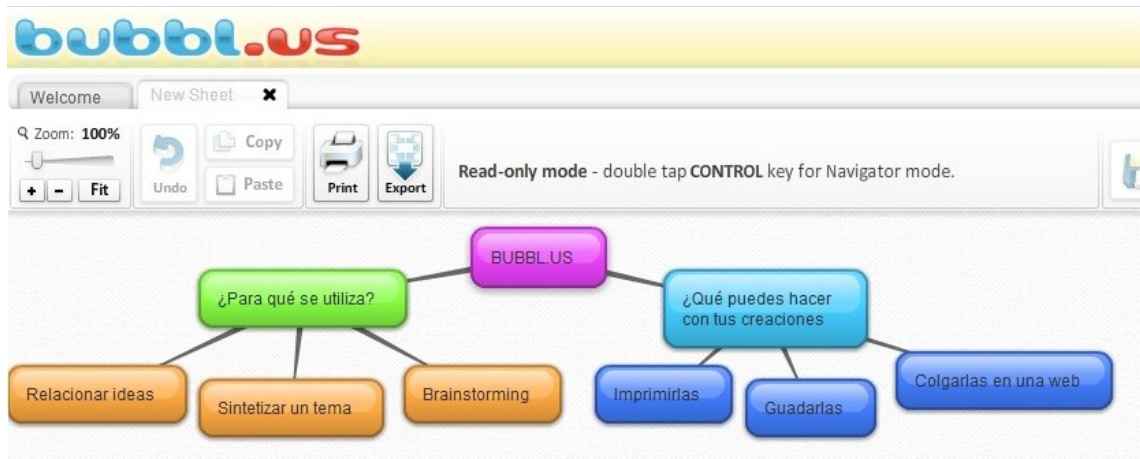 bubbl.us
Welcome
New Sheet
Zoom: 100%
+ - Fit
Undo
Copy
Paste
Print
Export
Read-only mode - double tap CONTROL key for Navigator mode.
BUBBL.US
¿Para qué se utiliza?
¿Qué puedes hacer
con tus creaciones
Relacionar ideas
Sintetizar un tema
Brainstorming
Imprimirlas
Guadarlas
Colgarlas en una web